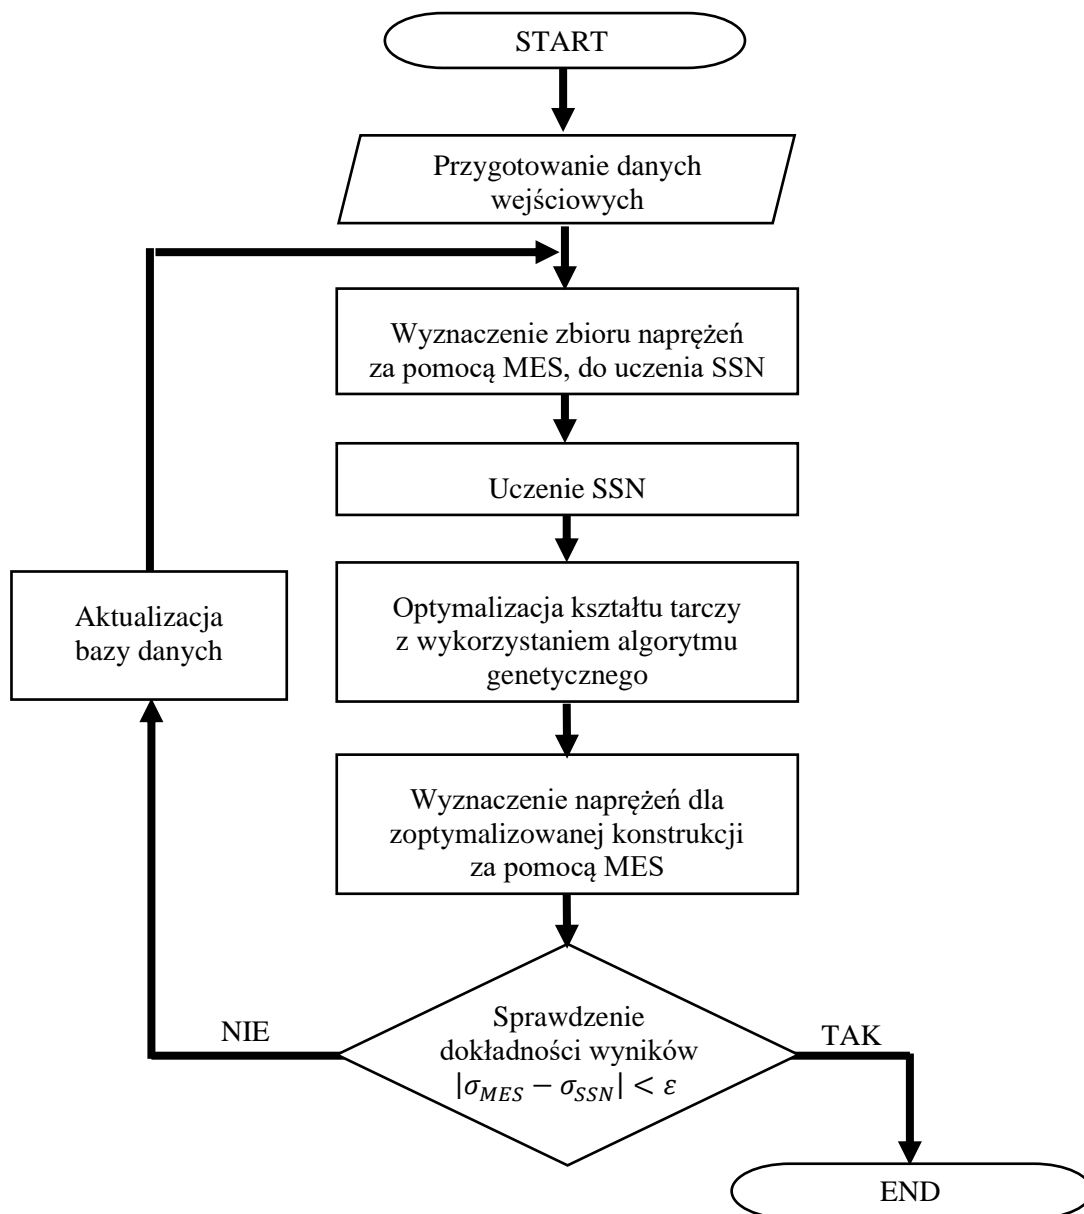 START
Przygotowanie danych
wejściowych
Wyznaczenie zbioru naprężeń
za pomocą MES, do uczenia SSN
Uczenie SSN
Optymalizacja kształtu tarczy
z wykorzystaniem algorytmu
genetycznego
Aktualizacja
bazy danych
Wyznaczenie naprężeń dla
zoptymalizowanej konstrukcji
za pomocą MES
Sprawdzenie
dokładności wyników
|σ_MES − σ_SSN| < ε
NIE
TAK
END